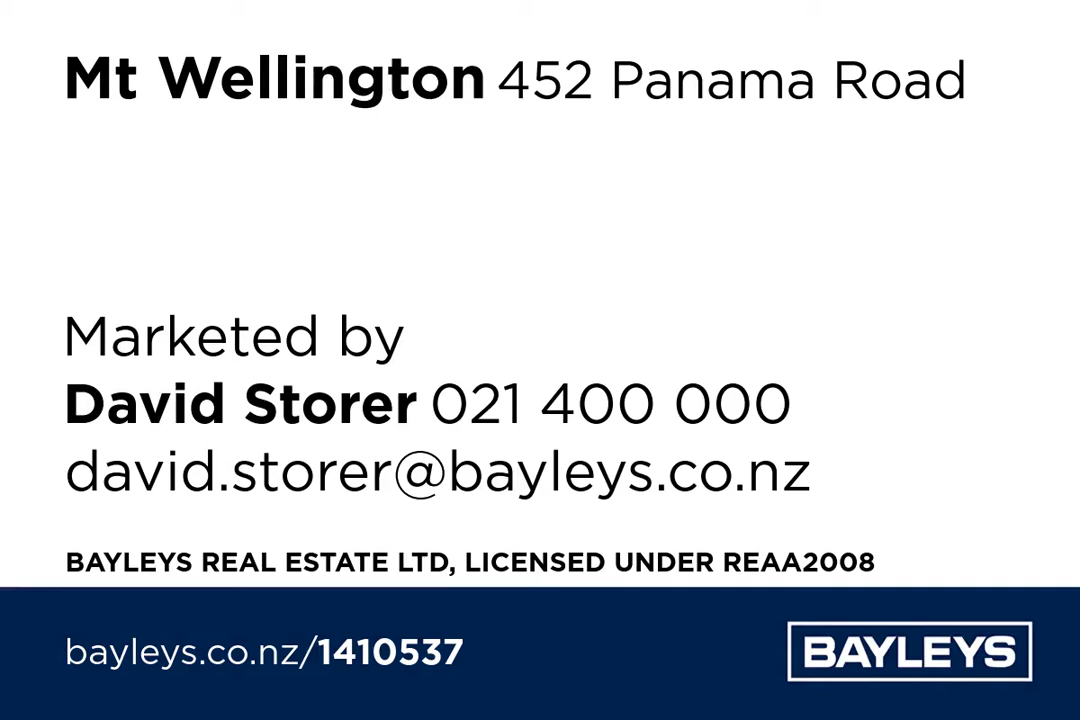 Mt Wellington 452 Panama Road
Marketed by
David Storer 021 400 000
david.storer@bayleys.co.nz
BAYLEYS REAL ESTATE LTD, LICENSED UNDER REAA2008
bayleys.co.nz/1410537
BAYLEYS